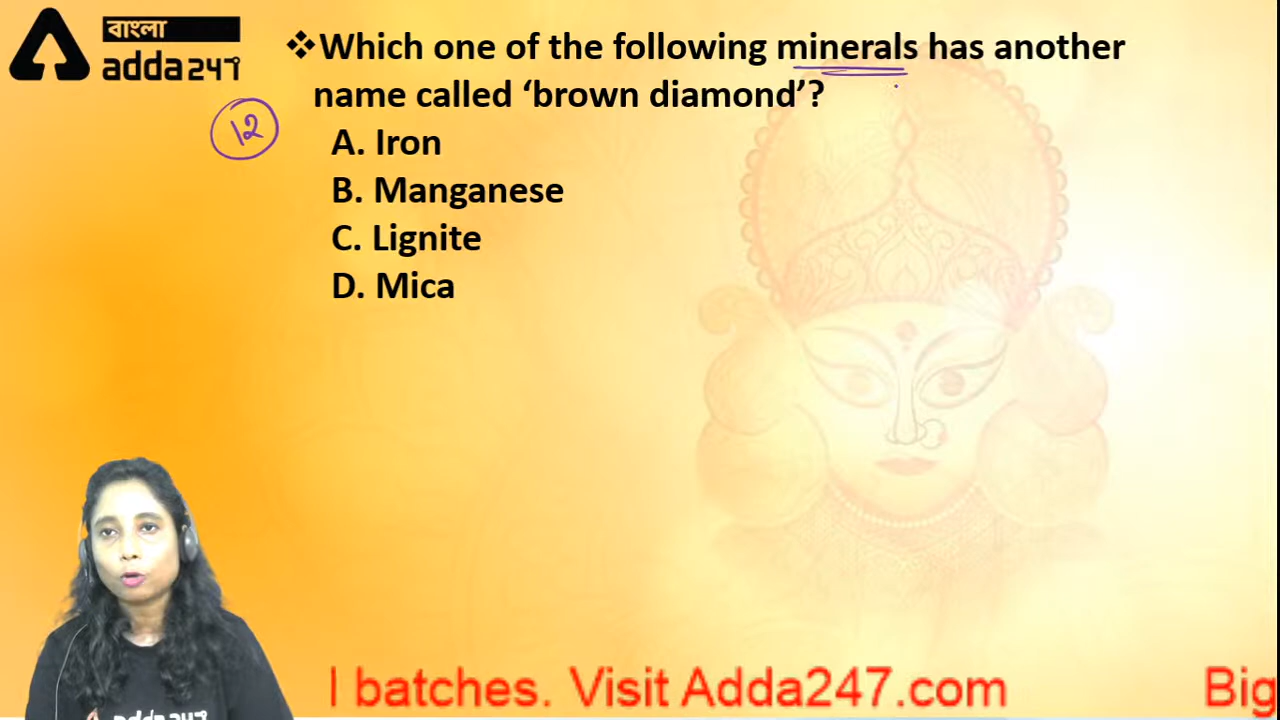 বাংলা
adda247
❖Which one of the following minerals has another
name called ‘brown diamond’?
12
A. Iron
B. Manganese
C. Lignite
D. Mica
adda247
l batches. Visit Adda247.com
Big